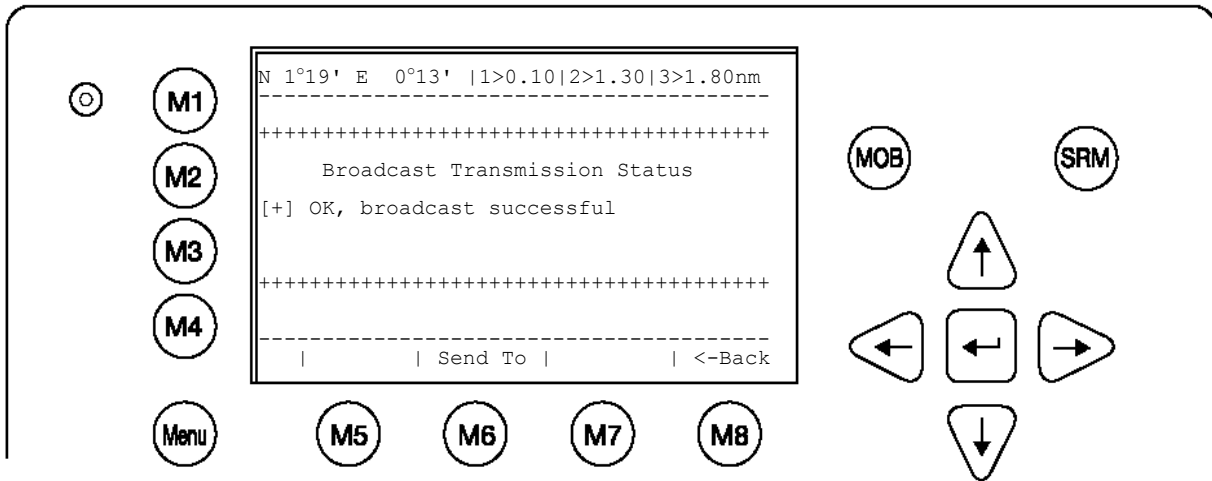 N 1°19' E  0°13' |1>0.10|2>1.30|3>1.80nm
----------------------------------------
++++++++++++++++++++++++++++++++++++++++
Broadcast Transmission Status
[+] OK, broadcast successful
++++++++++++++++++++++++++++++++++++++++
----------------------------------------
|        | Send To |         | <-Back
M1
M2
M3
M4
Menu
M5
M6
M7
M8
MOB
SRM